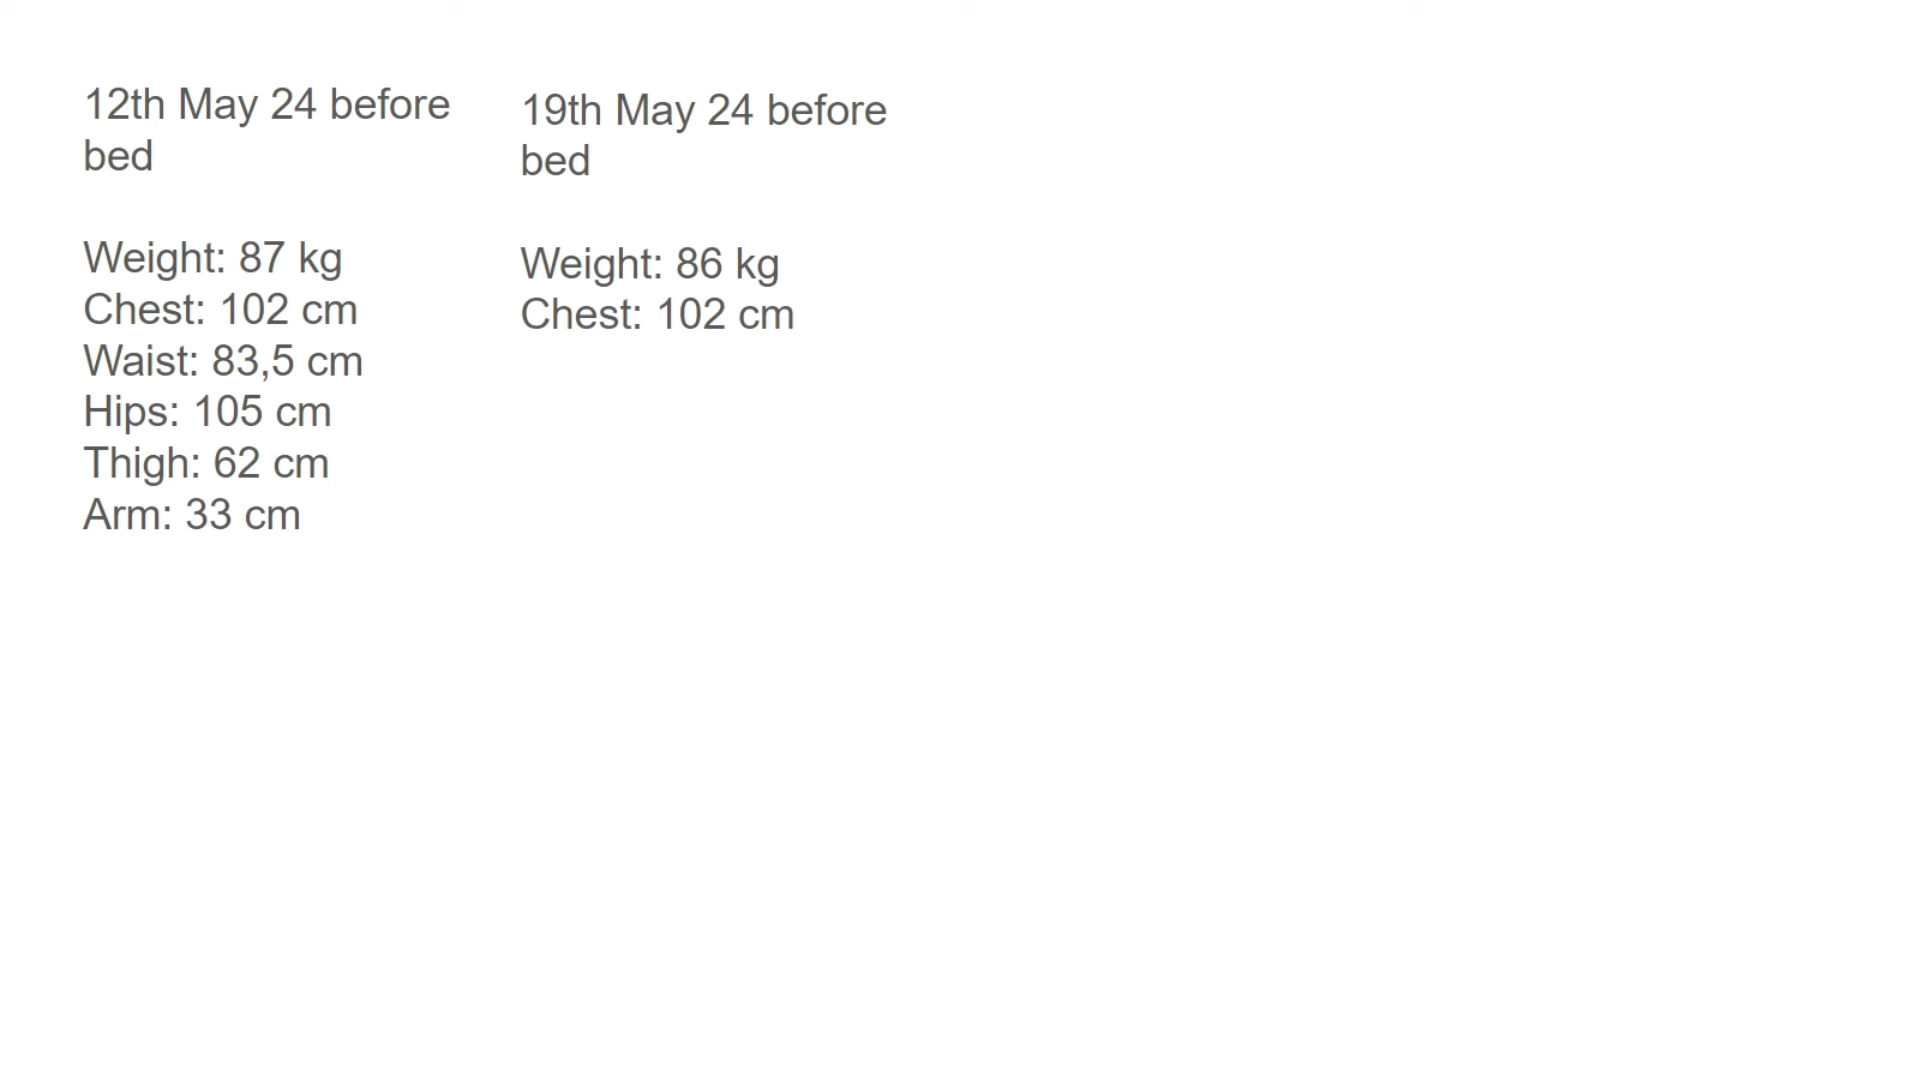 12th May 24 before
bed
Weight: 87 kg
Chest: 102 cm
Waist: 83,5 cm
Hips: 105 cm
Thigh: 62 cm
Arm: 33 cm
19th May 24 before
bed
Weight: 86 kg
Chest: 102 cm